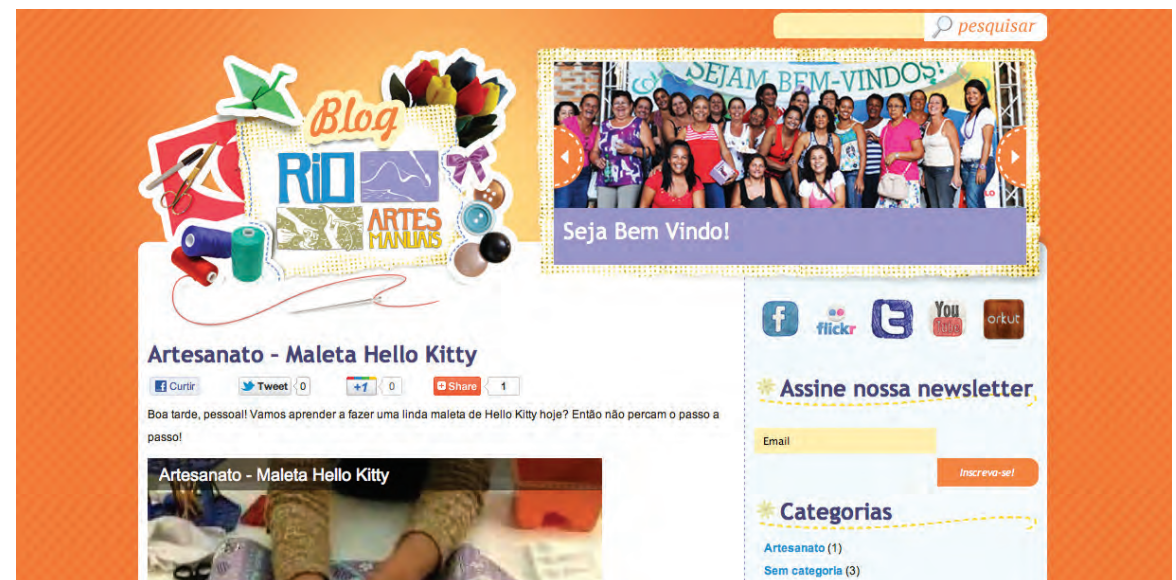 pesquisar
SEJAM BEM-VINDOS!
Blog
RiO
ARTES
MANUAIS
Seja Bem Vindo!
f
flickr
t
You
Tube
orkut
Artesanato - Maleta Hello Kitty
f Curtir
Tweet 0
+1 0
Share 1
Boa tarde, pessoal! Vamos aprender a fazer uma linda maleta de Hello Kitty hoje? Então não percam o passo a
passo!
Artesanato - Maleta Hello Kitty
Assine nossa newsletter
Email
Inscreva-se!
Categorias
Artesanato (1)
Sem categoria (3)